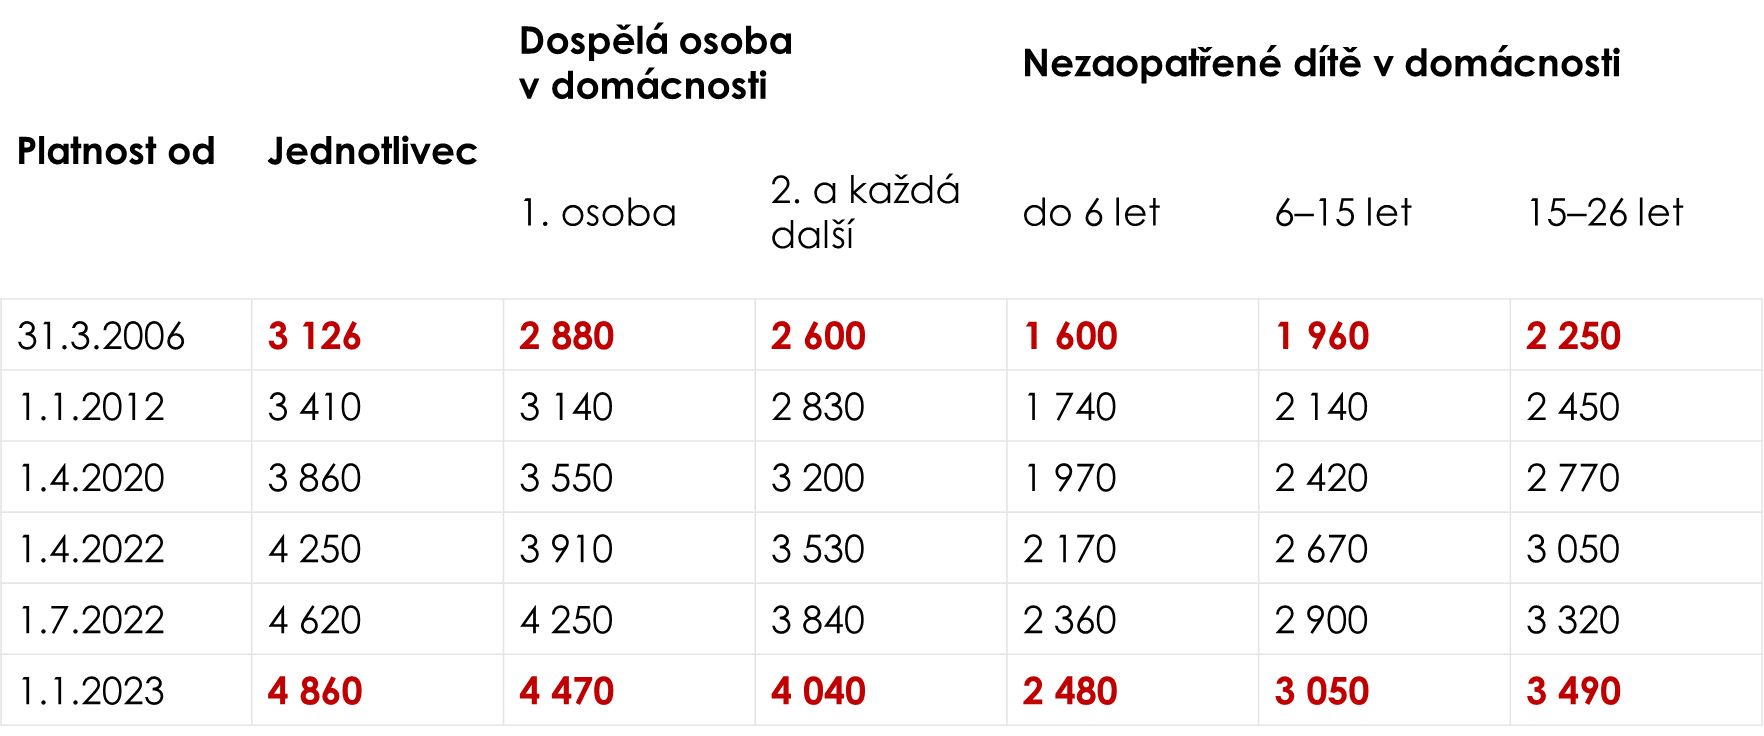 Dospělá osoba
v domácnosti
Nezaopatřené dítě v domácnosti
Platnost od Jednotlivec
1. osoba
2. a každá
další
do 6 let 6–15 let 15–26 let
31.3.2006 3 126 2 880 2 600 1 600 1 960 2 250
1.1.2012 3 410 3 140 2 830 1 740 2 140 2 450
1.4.2020 3 860 3 550 3 200 1 970 2 420 2 770
1.4.2022 4 250 3 910 3 530 2 170 2 670 3 050
1.7.2022 4 620 4 250 3 840 2 360 2 900 3 320
1.1.2023 4 860 4 470 4 040 2 480 3 050 3 490